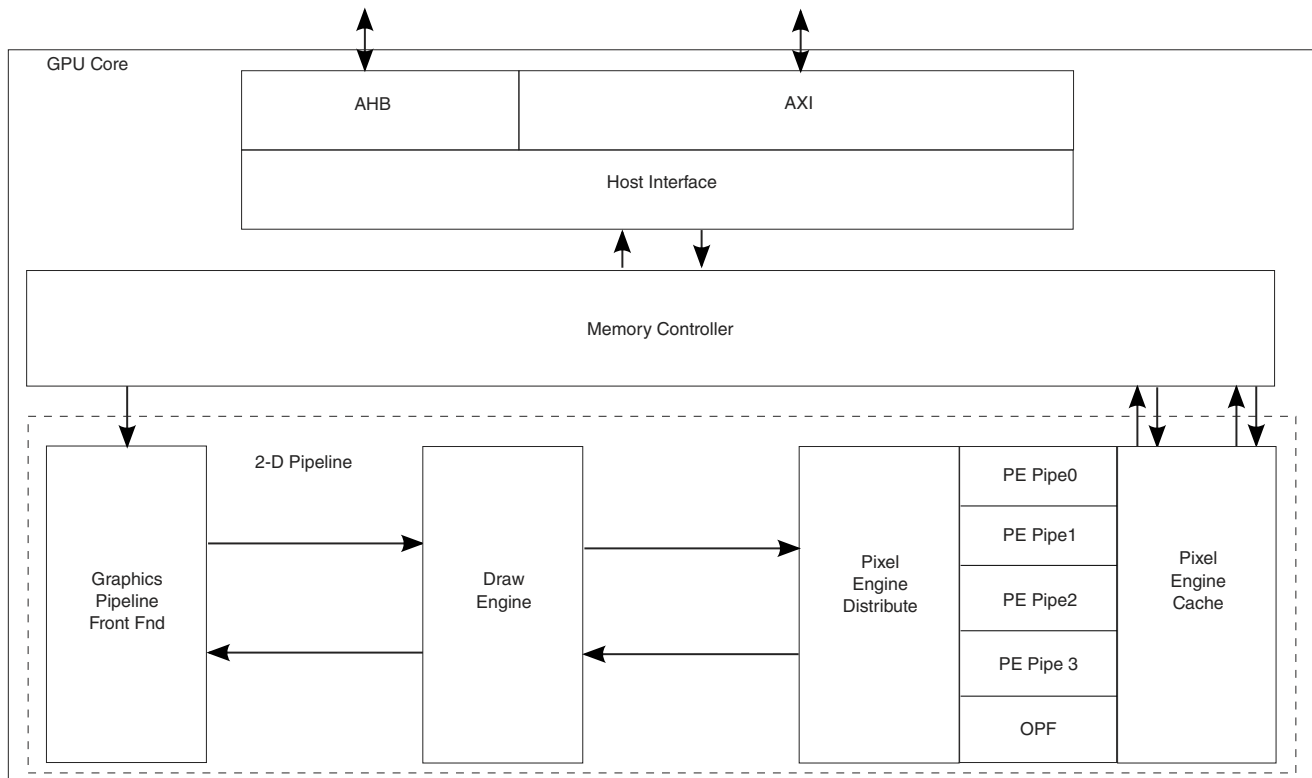 GPU Core
AHB
AXI
Host Interface
Memory Controller
2-D Pipeline
Graphics
Pipeline
Front Fnd
Draw
Engine
Pixel
Engine
Distribute
PE Pipe0
PE Pipe1
PE Pipe2
PE Pipe 3
OPF
Pixel
Engine
Cache